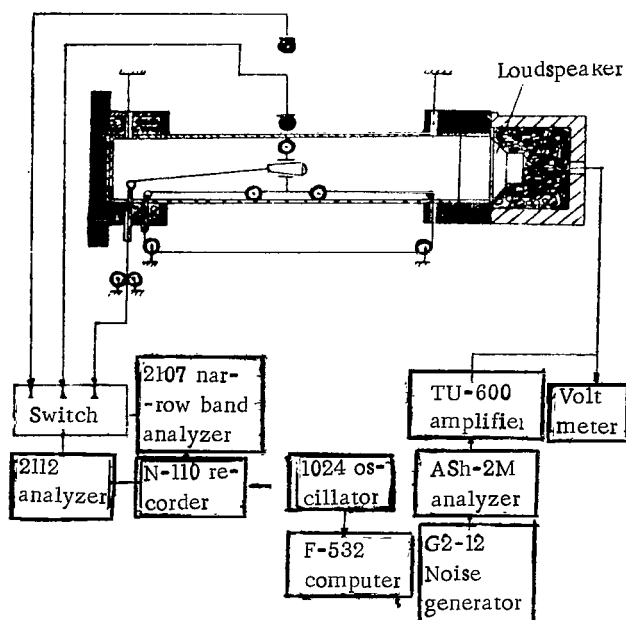 Loudspeaker
Switch
2107 nar-
-row band
analyzer
2112
analyzer
N-110 re-
corder
1024 os-
cillator
F-532
computer
TU-600
amplifier
Volt
meter
ASh-2M
analyzer
G2-12
Noise
generator